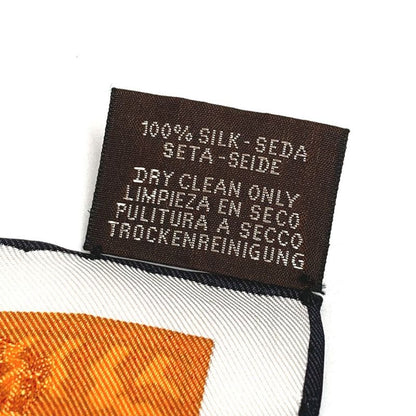 100% SILK - SEDA
SETA - SEIDE
DRY CLEAN ONLY
LIMPIEZA EN SECO
PULITURA A SECCO
TROCKENREINIGUNG